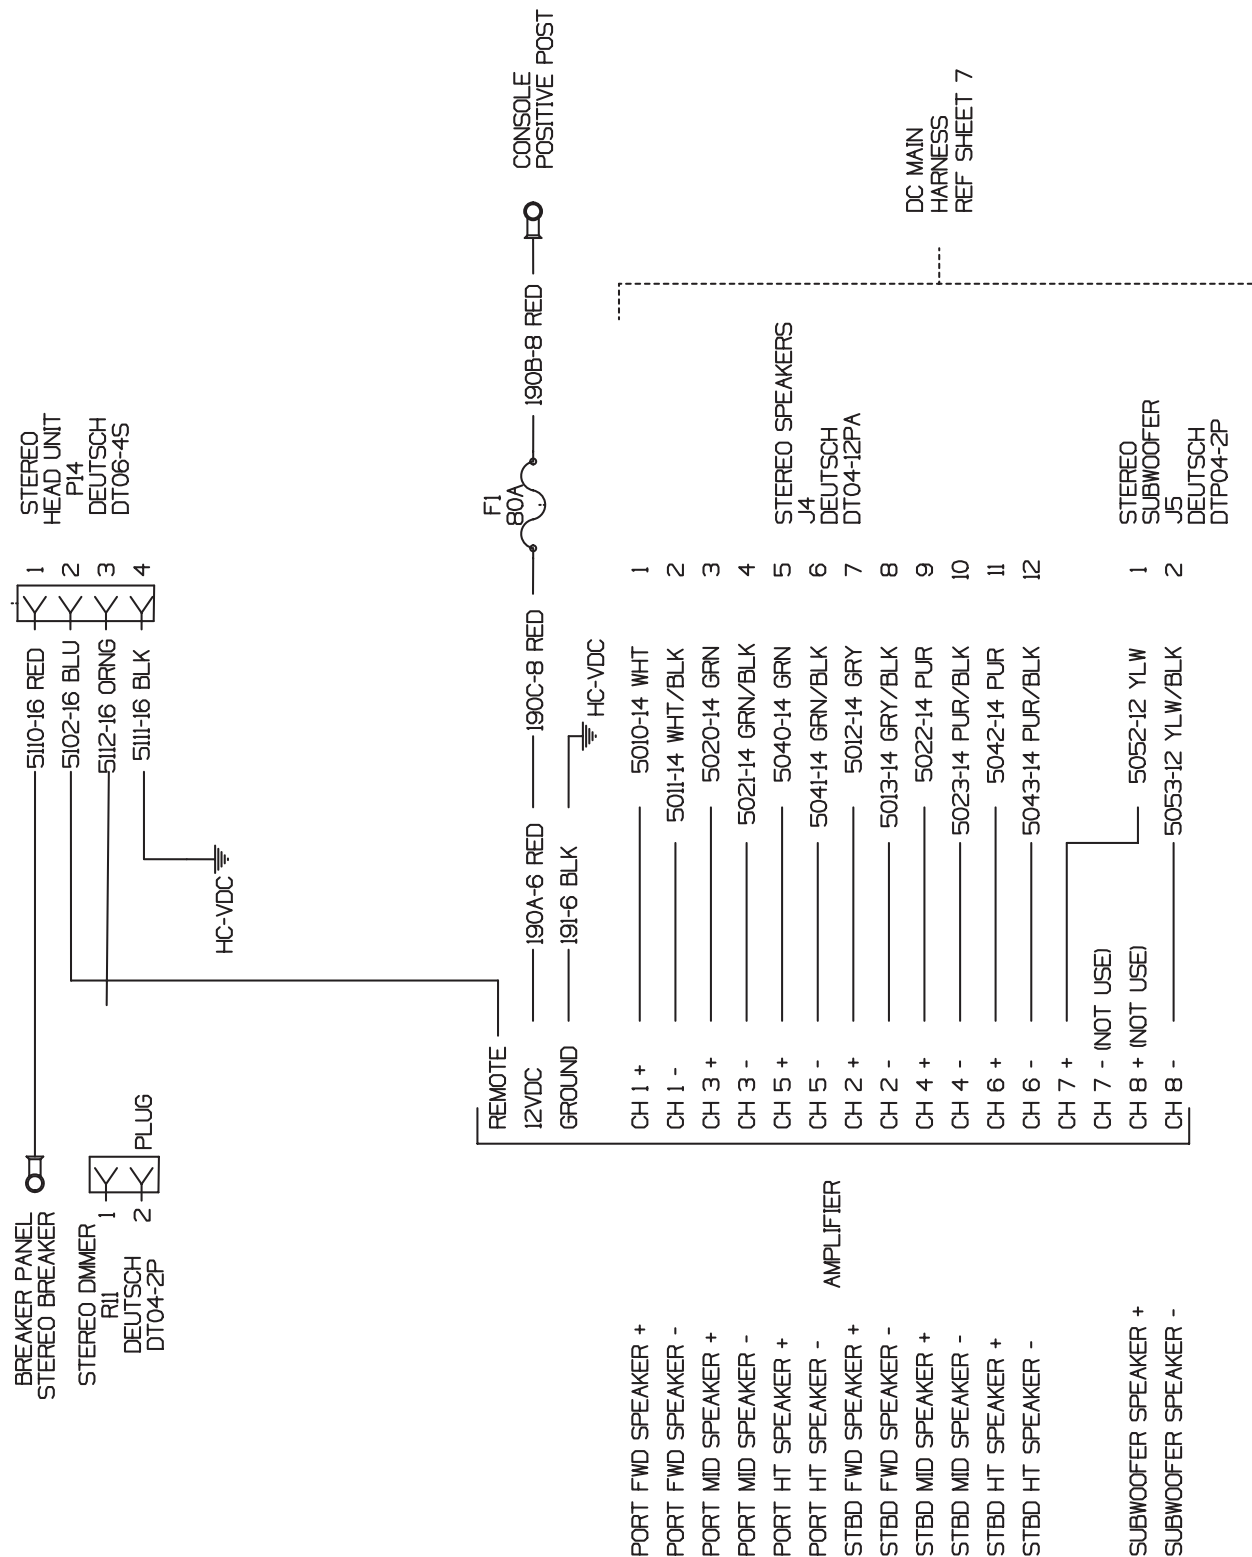 BREAKER PANEL
STEREO BREAKER
5110-16 RED
1
STEREO
HEAD UNIT
P14
DEUTSCH
DT06-4S
5102-16 BLU
2
STEREO DMMER
R11
DEUTSCH
DT04-2P
1
2
PLUG
5112-16 ORNG
3
5111-16 BLK
4
HC-VDC
REMOTE
12VDC
190A-6 RED
190C-8 RED
F1
80A
190B-8 RED
CONSOLE
POSITIVE POST
GROUND
191-6 BLK
HC-VDC
PORT FWD SPEAKER +
CH 1 +
5010-14 WHT
1
PORT FWD SPEAKER -
CH 1 -
5011-14 WHT/BLK
2
PORT MID SPEAKER +
CH 3 +
5020-14 GRN
3
PORT MID SPEAKER -
CH 3 -
5021-14 GRN/BLK
4
PORT HT SPEAKER +
CH 5 +
5040-14 GRN
5
PORT HT SPEAKER -
CH 5 -
5041-14 GRN/BLK
6
STBD FWD SPEAKER +
CH 2 +
5012-14 GRY
7
STBD FWD SPEAKER -
CH 2 -
5013-14 GRY/BLK
8
STBD MID SPEAKER +
CH 4 +
5022-14 PUR
9
STBD MID SPEAKER -
CH 4 -
5023-14 PUR/BLK
10
STBD HT SPEAKER +
CH 6 +
5042-14 PUR
11
STBD HT SPEAKER -
CH 6 -
5043-14 PUR/BLK
12
AMPLIFIER
STEREO SPEAKERS
J4
DEUTSCH
DT04-12PA
DC MAIN
HARNESS
REF SHEET 7
CH 7 +
CH 7 - (NOT USE)
SUBWOOFER SPEAKER +
CH 8 + (NOT USE)
5052-12 YLW
1
SUBWOOFER SPEAKER -
CH 8 -
5053-12 YLW/BLK
2
STEREO
SUBWOOFER
J5
DEUTSCH
DTP04-2P